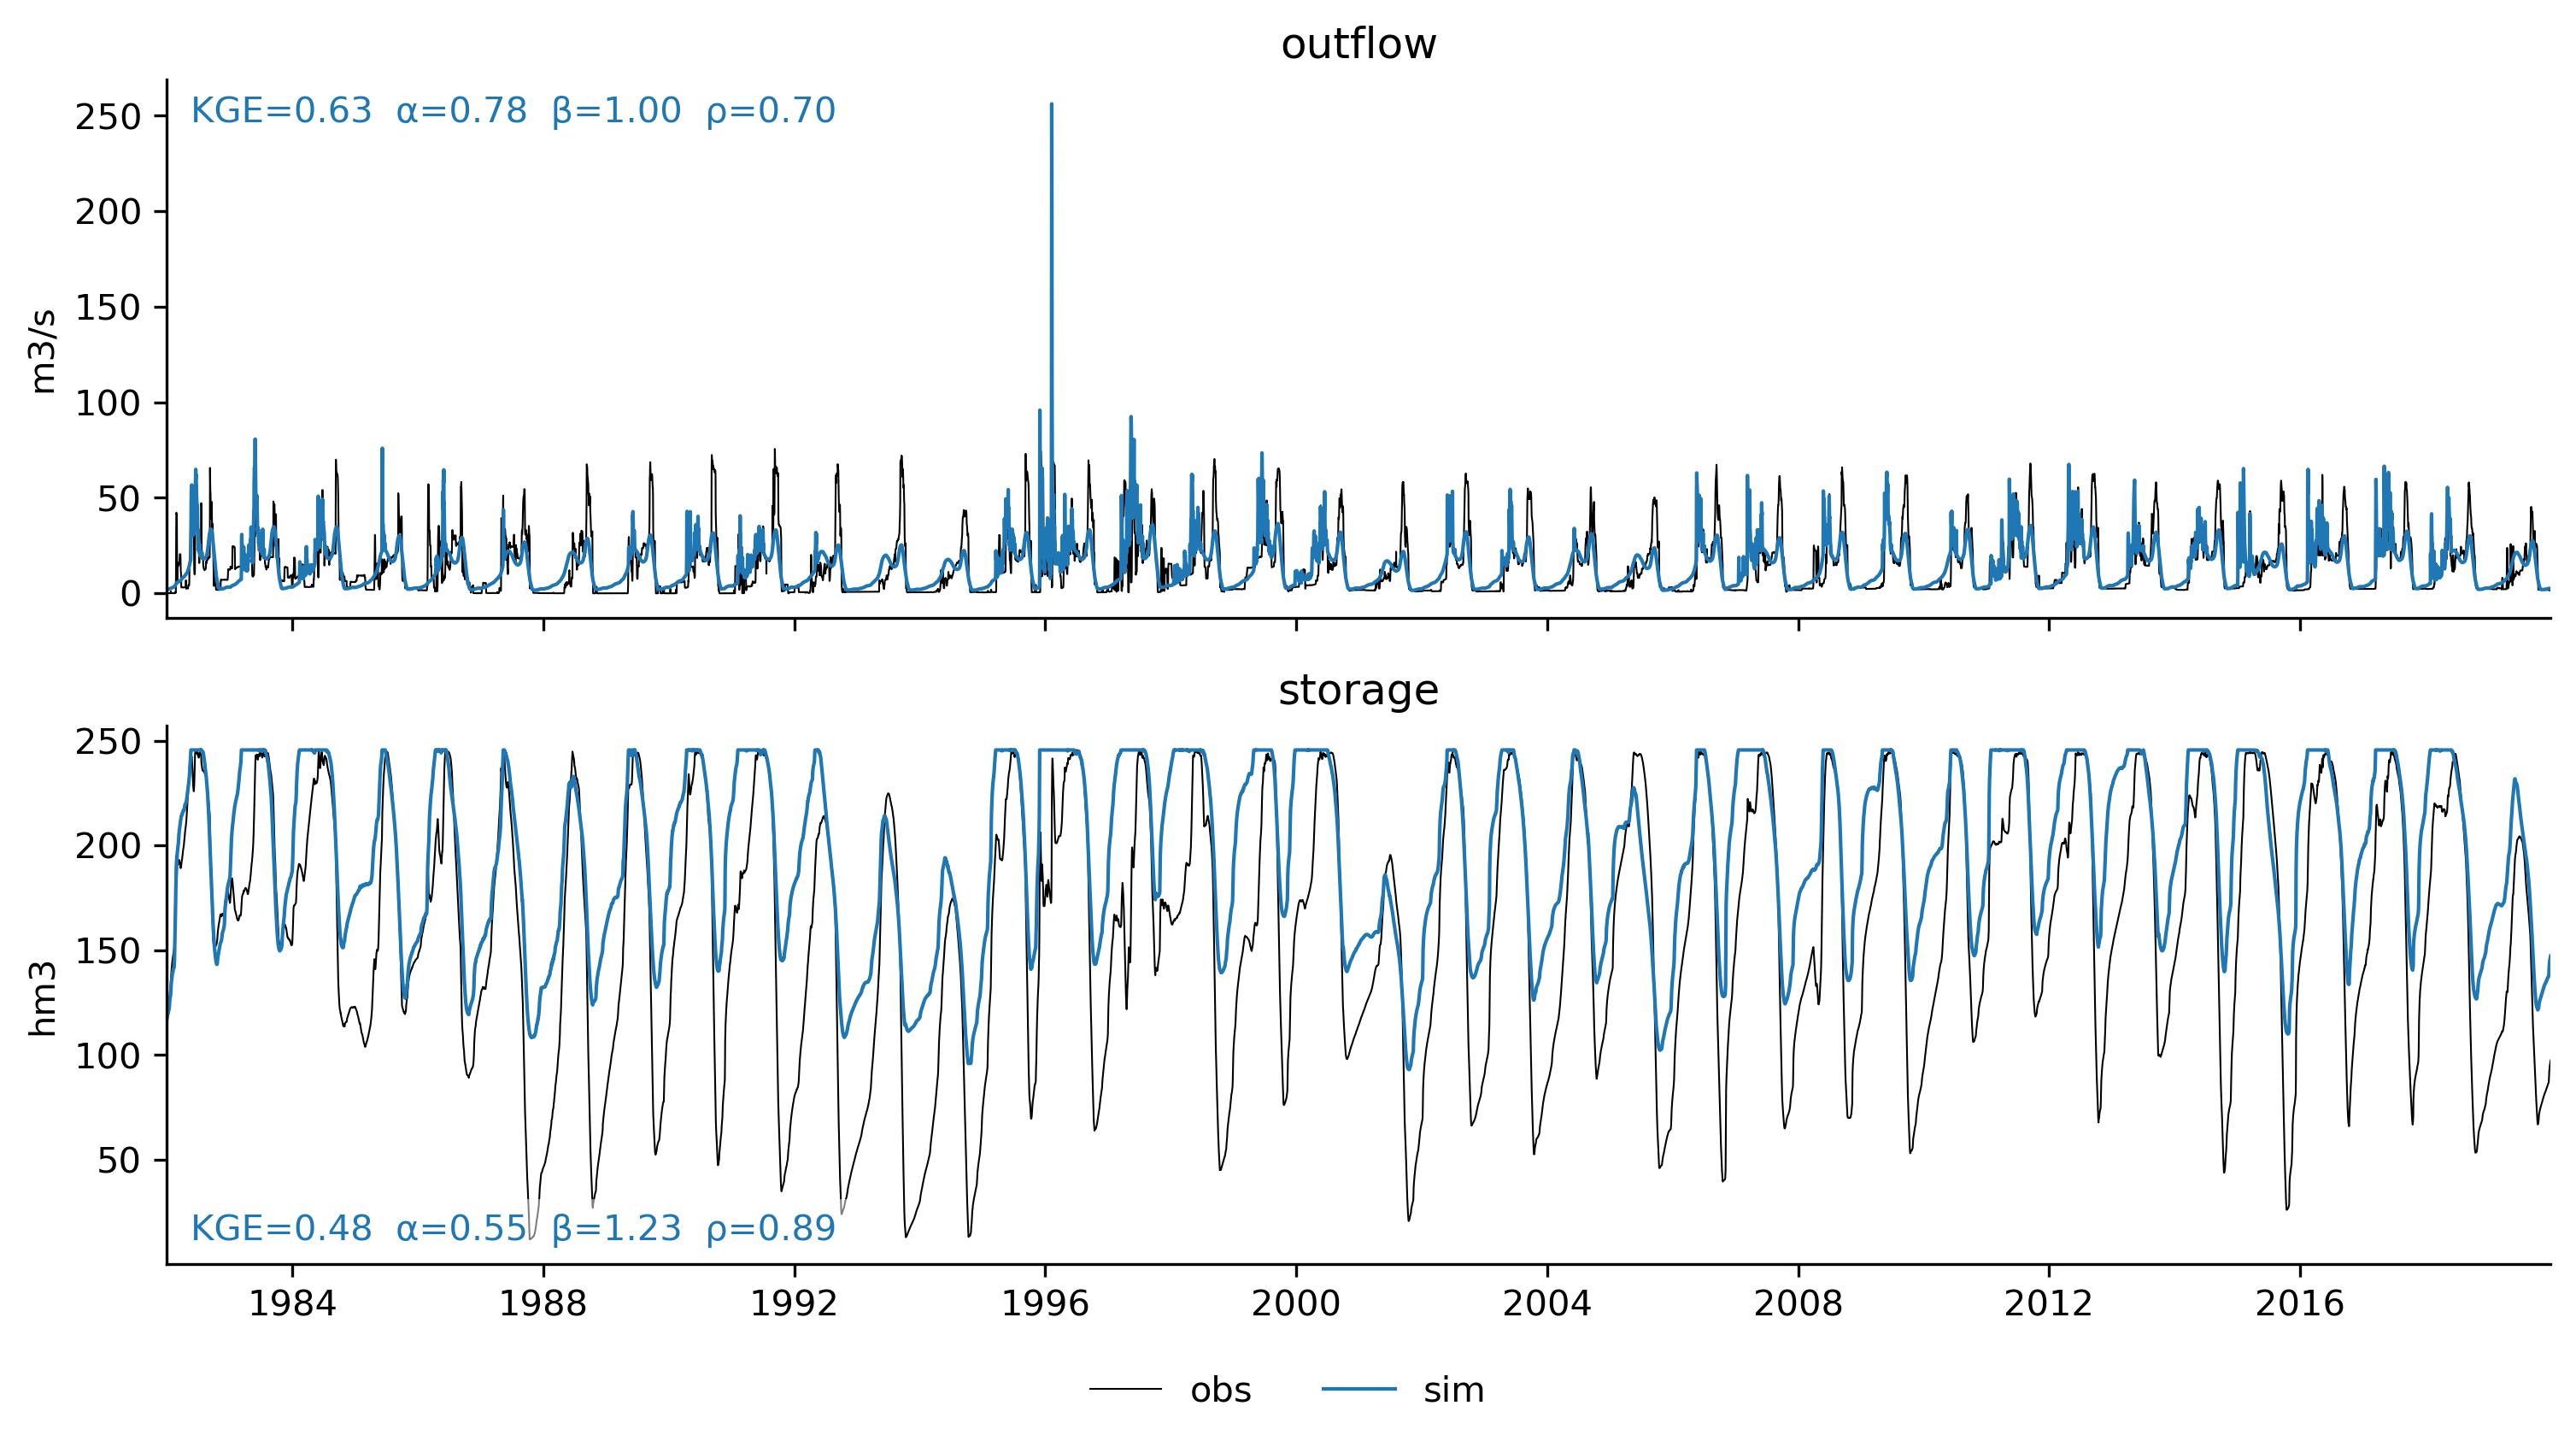 outflow
KGE=0.63 α=0.78 β=1.00 ρ=0.70
250
200
150
100
50
0
m3/s
storage
250
200
150
100
50
hm3
KGE=0.48 α=0.55 β=1.23 ρ=0.89
1984 1988 1992 1996 2000 2004 2008 2012 2016
obs sim